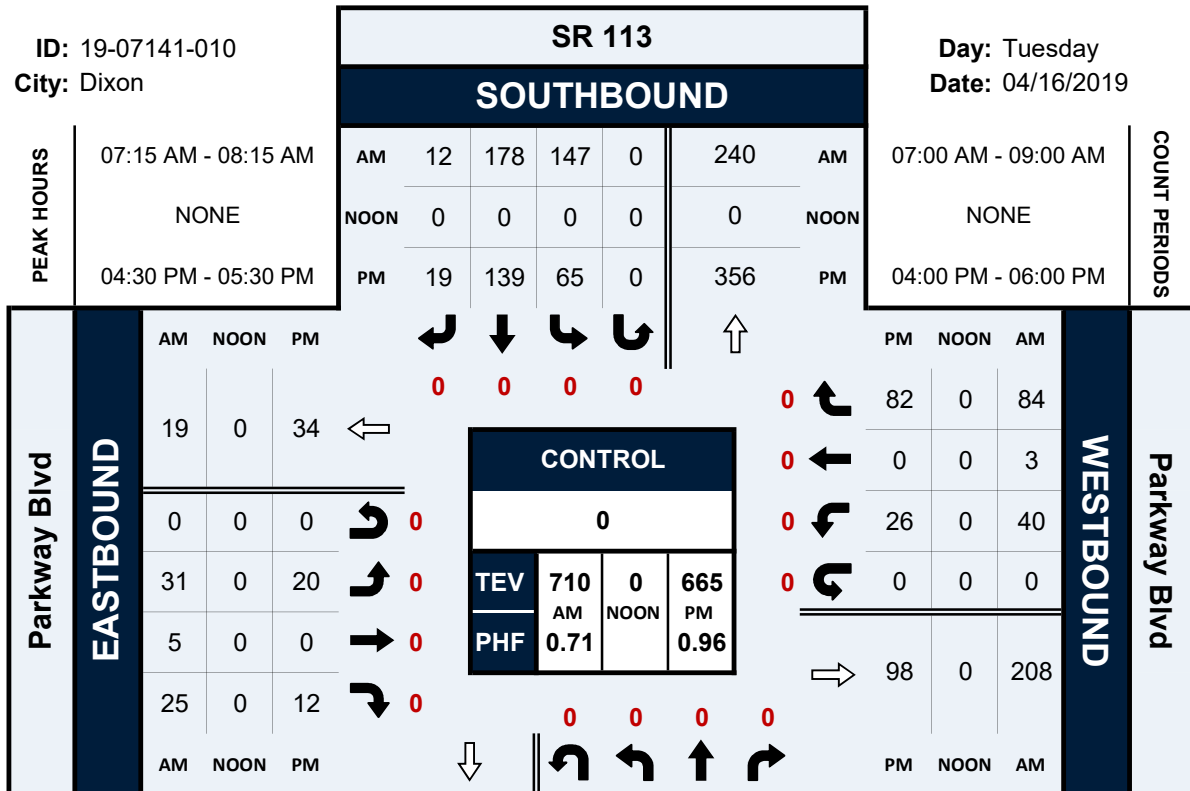 SR 113
ID: 19-07141-010
Day: Tuesday
City: Dixon
Date: 04/16/2019
SOUTHBOUND
PEAK HOURS
07:15 AM - 08:15 AM
NONE
04:30 PM - 05:30 PM
AM 12 178 147 0 240 AM
NOON 0 0 0 0 0 NOON
PM 19 139 65 0 356 PM
07:00 AM - 09:00 AM
NONE
04:00 PM - 06:00 PM
COUNT PERIODS
0 0 0 0
Parkway Blvd
EASTBOUND
AM NOON PM
19 0 34
0 0 0 0
31 0 20 0
5 0 0 0
25 0 12 0
AM NOON PM
CONTROL
0
TEV 710 0 665
AM NOON PM
PHF 0.71 0.96
PM NOON AM
0 82 0 84
0 0 0 3
0 26 0 40
0 0 0 0
98 0 208
PM NOON AM
WESTBOUND
Parkway Blvd
0 0 0 0